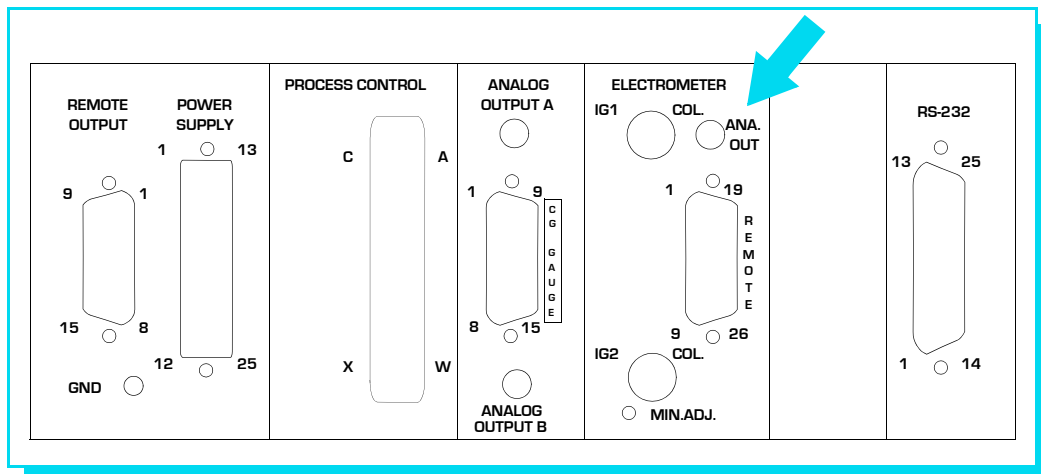 REMOTE
OUTPUT
9
1
15
8
GND
POWER
SUPPLY
1
13
12
25
PROCESS CONTROL
C
A
X
W
ANALOG
OUTPUT A
1
9
CG GAUGE
8
15
ANALOG
OUTPUT B
ELECTROMETER
IG1
COL.
ANA.
OUT
1
19
REMOTE
9
26
IG2
COL.
MIN.ADJ.
RS-232
13
25
1
14